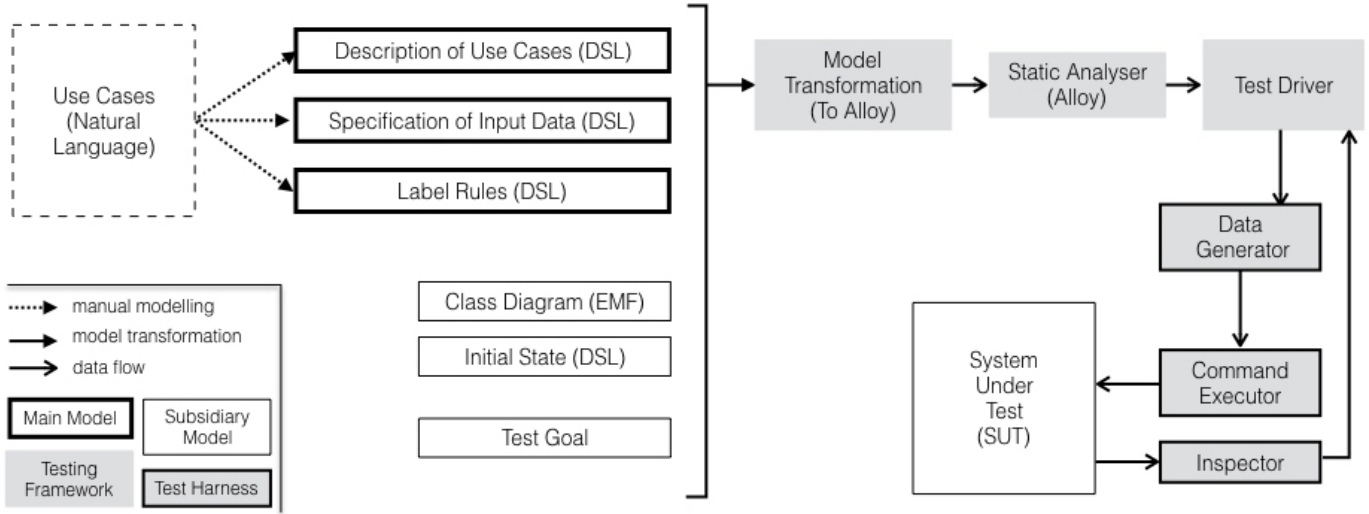 Use Cases
(Natural
Language)
Description of Use Cases (DSL)
Specification of Input Data (DSL)
Label Rules (DSL)
Class Diagram (EMF)
Initial State (DSL)
Test Goal
Model
Transformation
(To Alloy)
Static Analyser
(Alloy)
Test Driver
Data
Generator
Command
Executor
Inspector
System
Under
Test
(SUT)
manual modelling
model transformation
data flow
Main Model
Subsidiary
Model
Testing
Framework
Test Harness